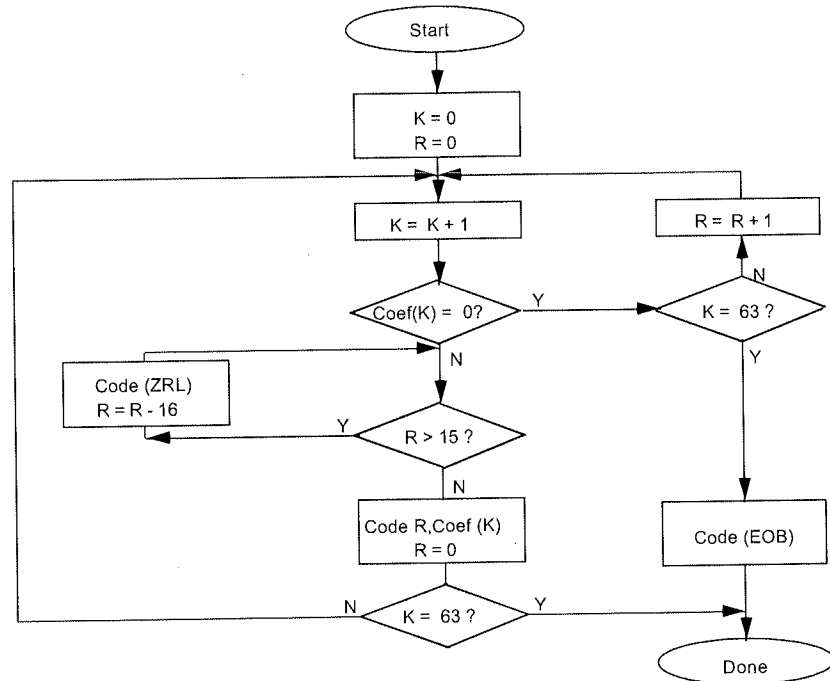 Start
K = 0
R = 0
K = K + 1
R = R + 1
Coef(K) = 0?
Y
K = 63 ?
N
Y
N
Code (ZRL)
R = R - 16
Y
R > 15 ?
N
Code R,Coef (K)
R = 0
Code (EOB)
N
K = 63 ?
Y
Done